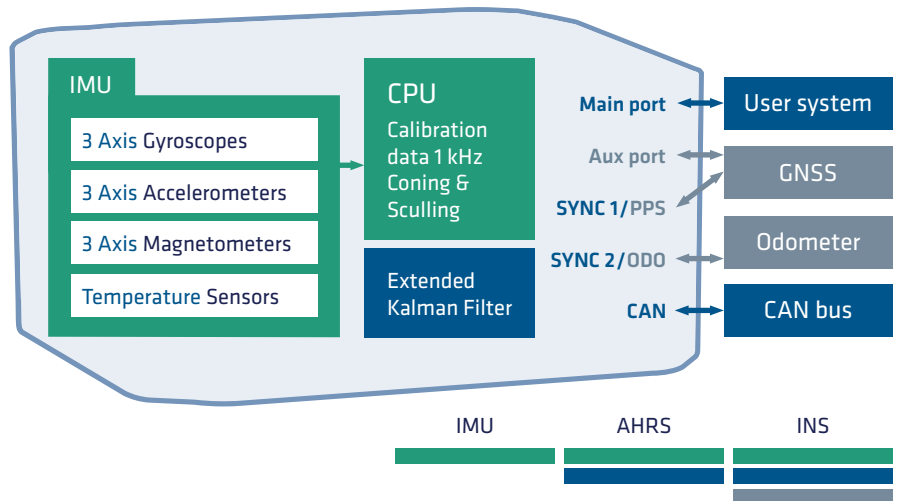 IMU
3 Axis Gyroscopes
3 Axis Accelerometers
3 Axis Magnetometers
Temperature Sensors
CPU
Calibration
data 1 kHz
Coning &
Sculling
Extended
Kalman Filter
Main port
Aux port
SYNC 1/PPS
SYNC 2/ODO
CAN
User system
GNSS
Odometer
CAN bus
IMU
AHRS
INS